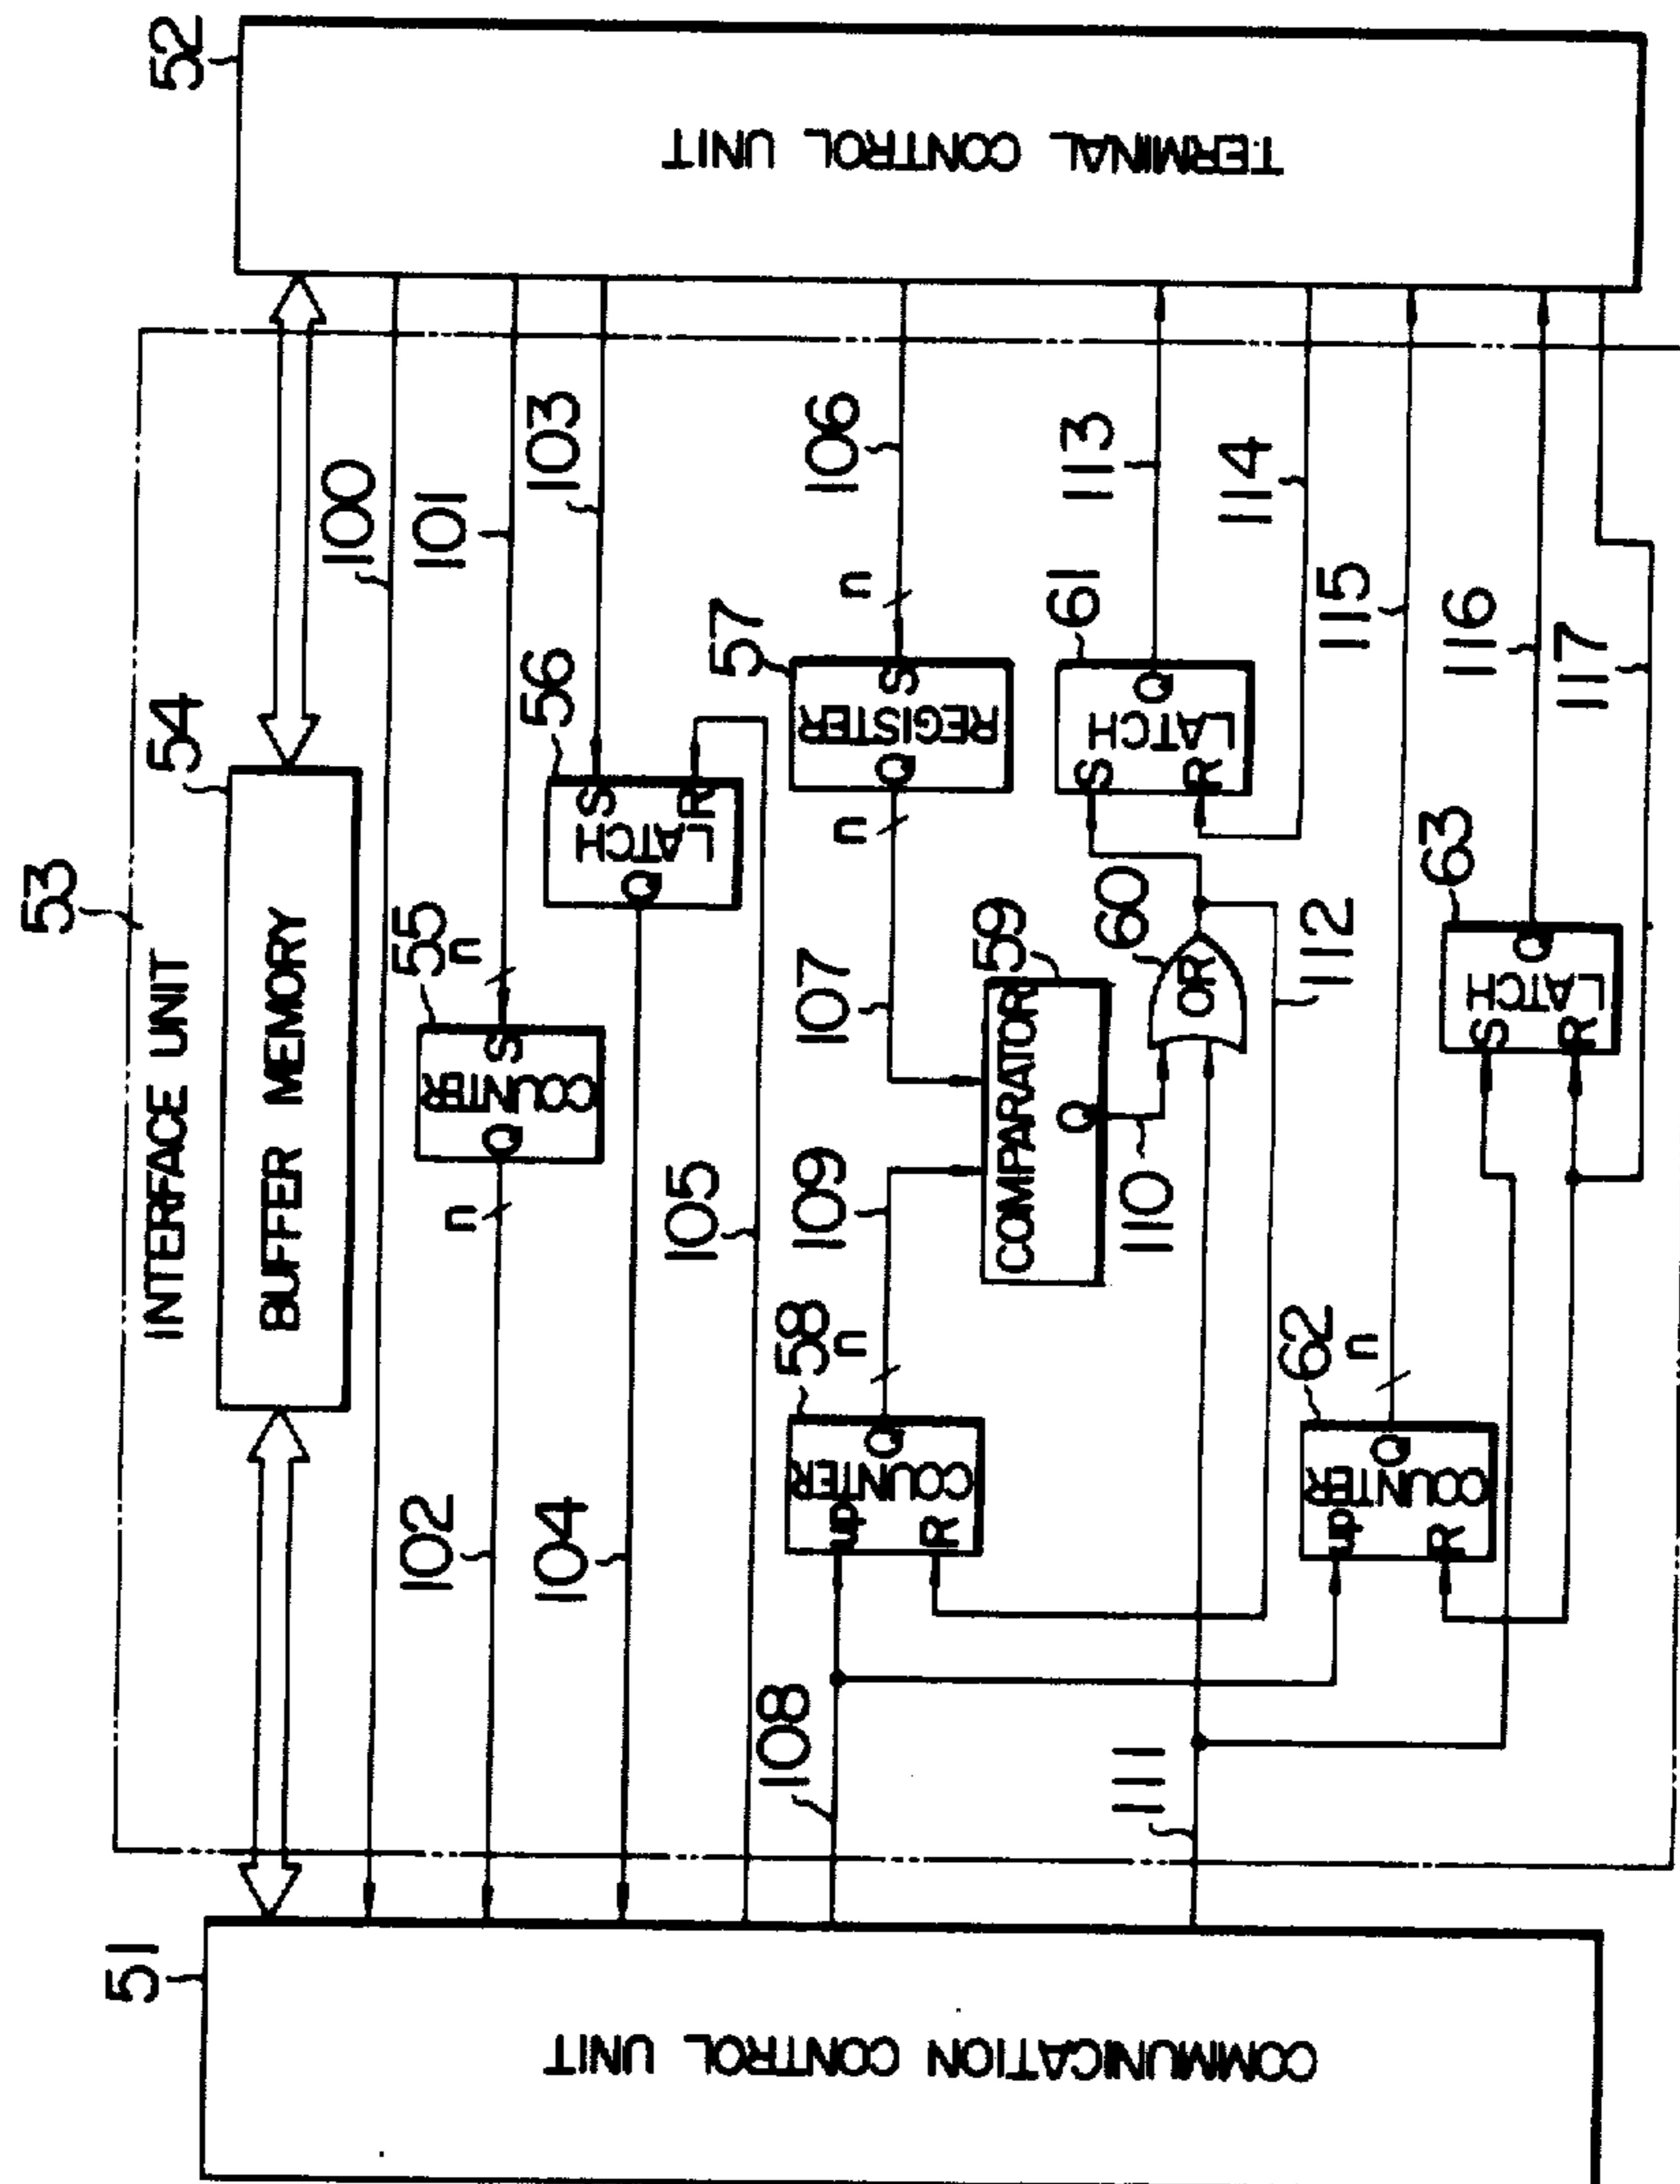 53
INTERFACE UNIT
51
COMMUNICATION CONTROL UNIT
52
TERMINAL CONTROL UNIT
54
BUFFER MEMORY
100
101
n
55
COUNTER
Q
S
n
102
103
56
LATCH
Q
S
R
104
105
106
n
57
REGISTER
Q
S
n
107
108
58
COUNTER
up
R
Q
n
109
59
COMPARATOR
Q
110
60
OR
111
112
61
LATCH
S
R
Q
113
114
62
COUNTER
up
R
Q
n
115
63
LATCH
S
R
Q
116
117